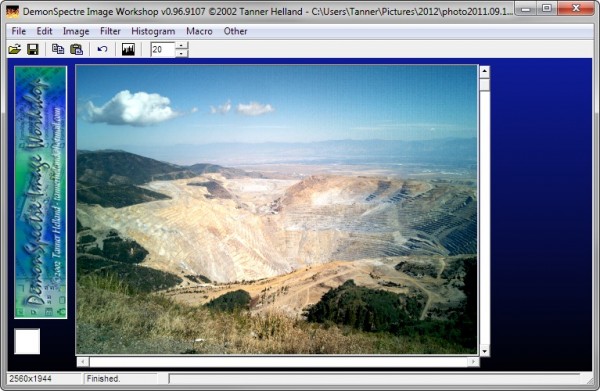 DemonSpectre Image Workshop v0.96.9107 ©2002 Tanner Helland - C:\Users\Tanner\Pictures\2012\photo2011.09.1...
File Edit Image Filter Histogram Macro Other
20
DemonSpectre Image Workshop
©2002 Tanner Helland - tannerhelland@hotmail.com
2560x1944 Finished.